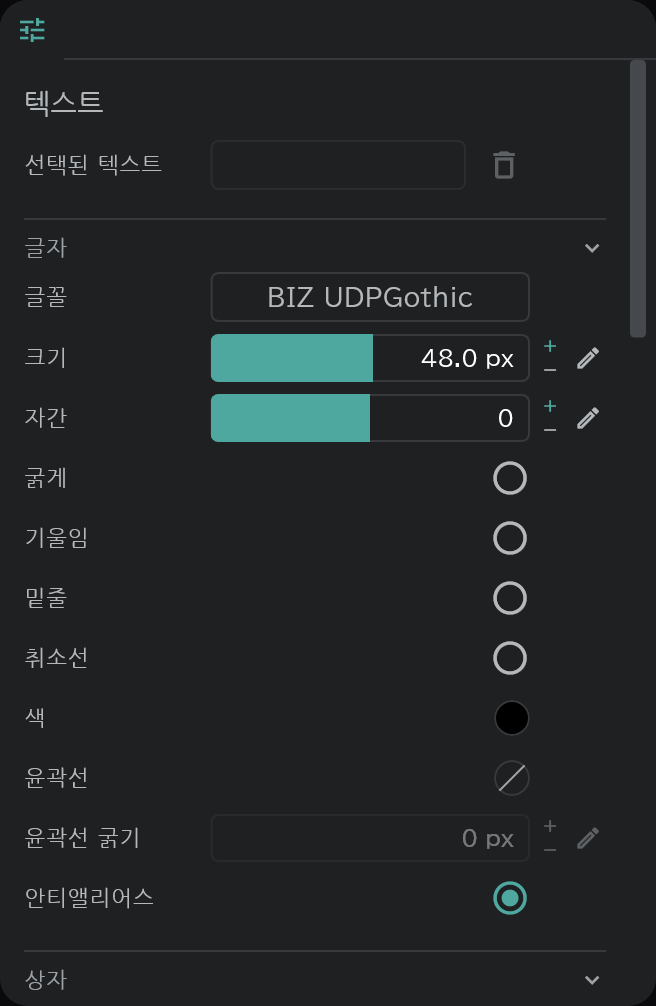 텍스트
선택된 텍스트
글자
글꼴 BIZ UDPGothic
크기 48.0 px + −
자간 0 + −
굵게
기울임
밑줄
취소선
색
윤곽선
윤곽선 굵기 0 px + −
안티앨리어스
상자